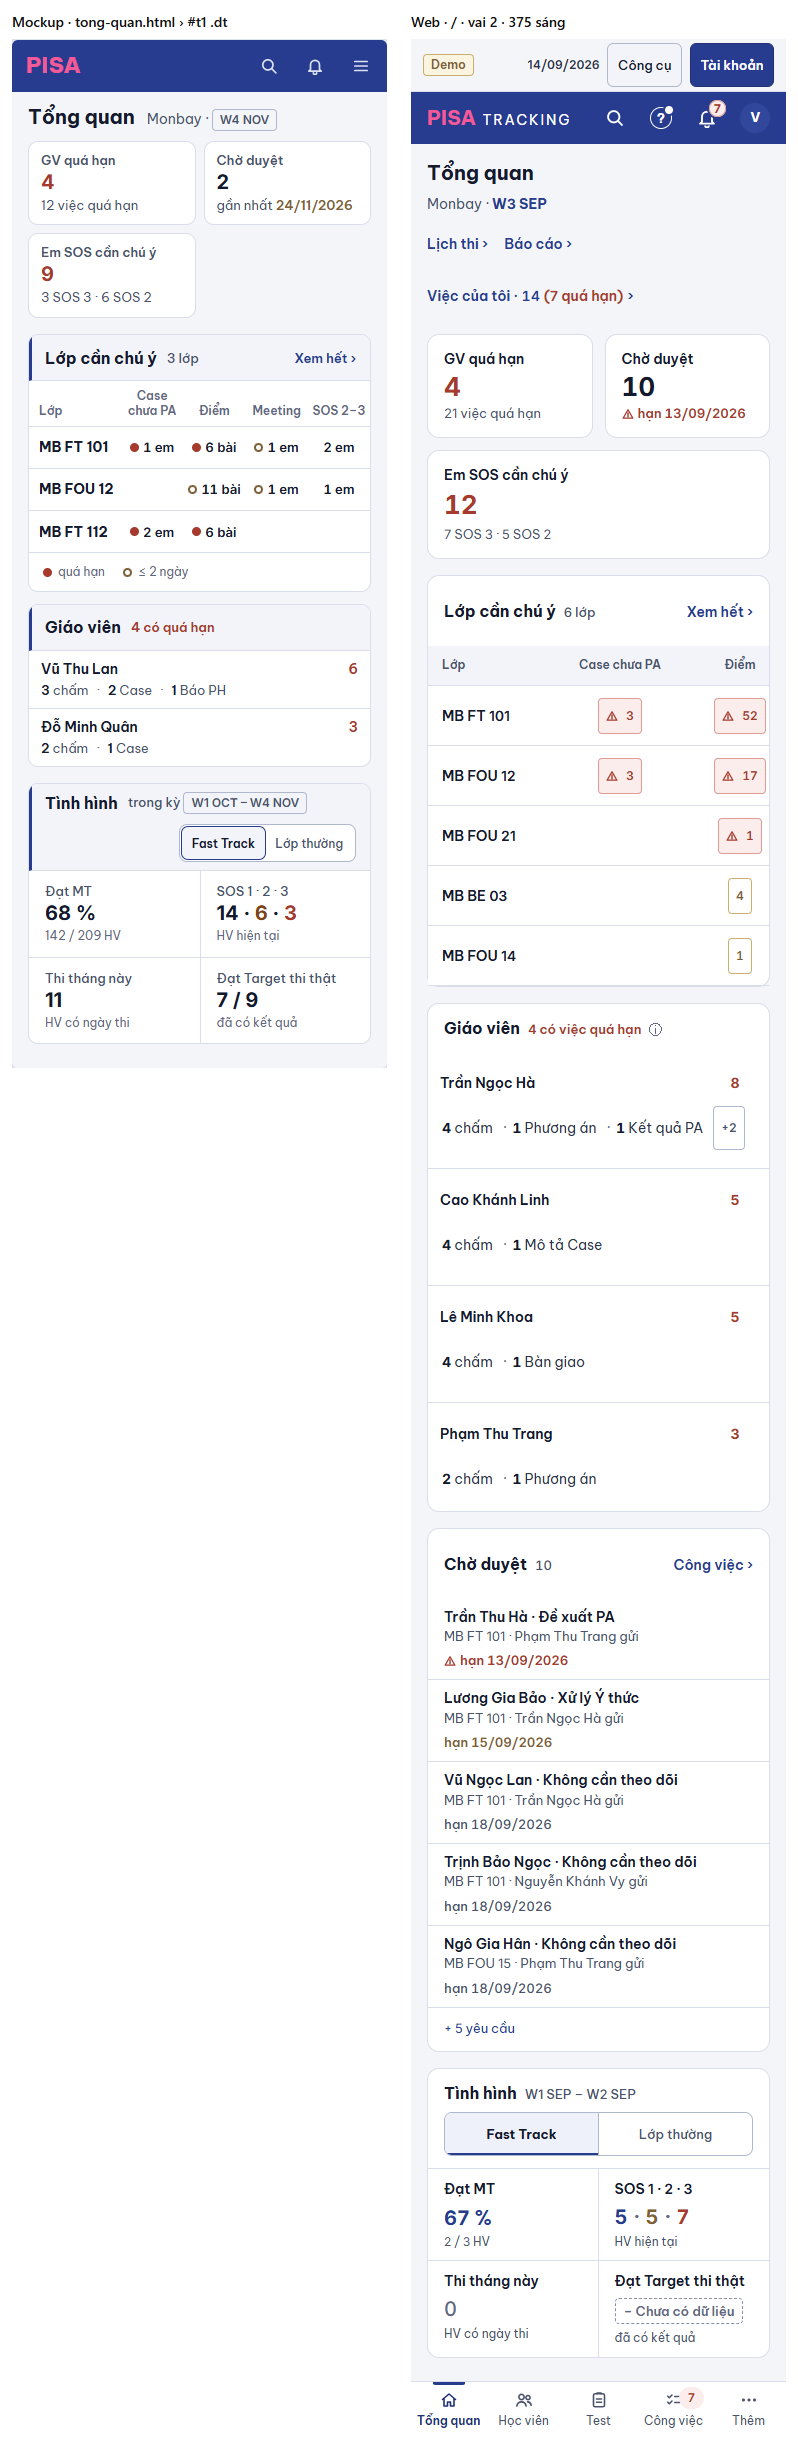 Mockup · tong-quan.html › #t1 .dt
PISA
Tổng quan Monbay · W4 NOV
GV quá hạn
4
12 việc quá hạn
Chờ duyệt
2
gần nhất 24/11/2026
Em SOS cần chú ý
9
3 SOS 3 · 6 SOS 2
Lớp cần chú ý 3 lớp Xem hết ›
Lớp Case chưa PA Điểm Meeting SOS 2–3
MB FT 101 1 em 6 bài 1 em 2 em
MB FOU 12 11 bài 1 em 1 em
MB FT 112 2 em 6 bài
quá hạn ≤ 2 ngày
Giáo viên 4 có quá hạn
Vũ Thu Lan 6
3 chấm · 2 Case · 1 Báo PH
Đỗ Minh Quân 3
2 chấm · 1 Case
Tình hình trong kỳ W1 OCT – W4 NOV
Fast Track Lớp thường
Đạt MT
68 %
142 / 209 HV
SOS 1 · 2 · 3
14 · 6 · 3
HV hiện tại
Thi tháng này
11
HV có ngày thi
Đạt Target thi thật
7 / 9
đã có kết quả
Web · / · vai 2 · 375 sáng
Demo 14/09/2026 Công cụ Tài khoản
PISA TRACKING ? 7 V
Tổng quan
Monbay · W3 SEP
Lịch thi › Báo cáo ›
Việc của tôi · 14 (7 quá hạn) ›
GV quá hạn
4
21 việc quá hạn
Chờ duyệt
10
hạn 13/09/2026
Em SOS cần chú ý
12
7 SOS 3 · 5 SOS 2
Lớp cần chú ý 6 lớp Xem hết ›
Lớp Case chưa PA Điểm
MB FT 101 3 52
MB FOU 12 3 17
MB FOU 21 1
MB BE 03 4
MB FOU 14 1
Giáo viên 4 có việc quá hạn
Trần Ngọc Hà 8
4 chấm · 1 Phương án · 1 Kết quả PA +2
Cao Khánh Linh 5
4 chấm · 1 Mô tả Case
Lê Minh Khoa 5
4 chấm · 1 Bàn giao
Phạm Thu Trang 3
2 chấm · 1 Phương án
Chờ duyệt 10 Công việc ›
Trần Thu Hà · Đề xuất PA
MB FT 101 · Phạm Thu Trang gửi
hạn 13/09/2026
Lương Gia Bảo · Xử lý Ý thức
MB FT 101 · Trần Ngọc Hà gửi
hạn 15/09/2026
Vũ Ngọc Lan · Không cần theo dõi
MB FT 101 · Trần Ngọc Hà gửi
hạn 18/09/2026
Trịnh Bảo Ngọc · Không cần theo dõi
MB FT 101 · Nguyễn Khánh Vy gửi
hạn 18/09/2026
Ngô Gia Hân · Không cần theo dõi
MB FOU 15 · Phạm Thu Trang gửi
hạn 18/09/2026
+ 5 yêu cầu
Tình hình W1 SEP – W2 SEP
Fast Track Lớp thường
Đạt MT
67 %
2 / 3 HV
SOS 1 · 2 · 3
5 · 5 · 7
HV hiện tại
Thi tháng này
0
HV có ngày thi
Đạt Target thi thật
– Chưa có dữ liệu
đã có kết quả
7
Tổng quan Học viên Test Công việc Thêm